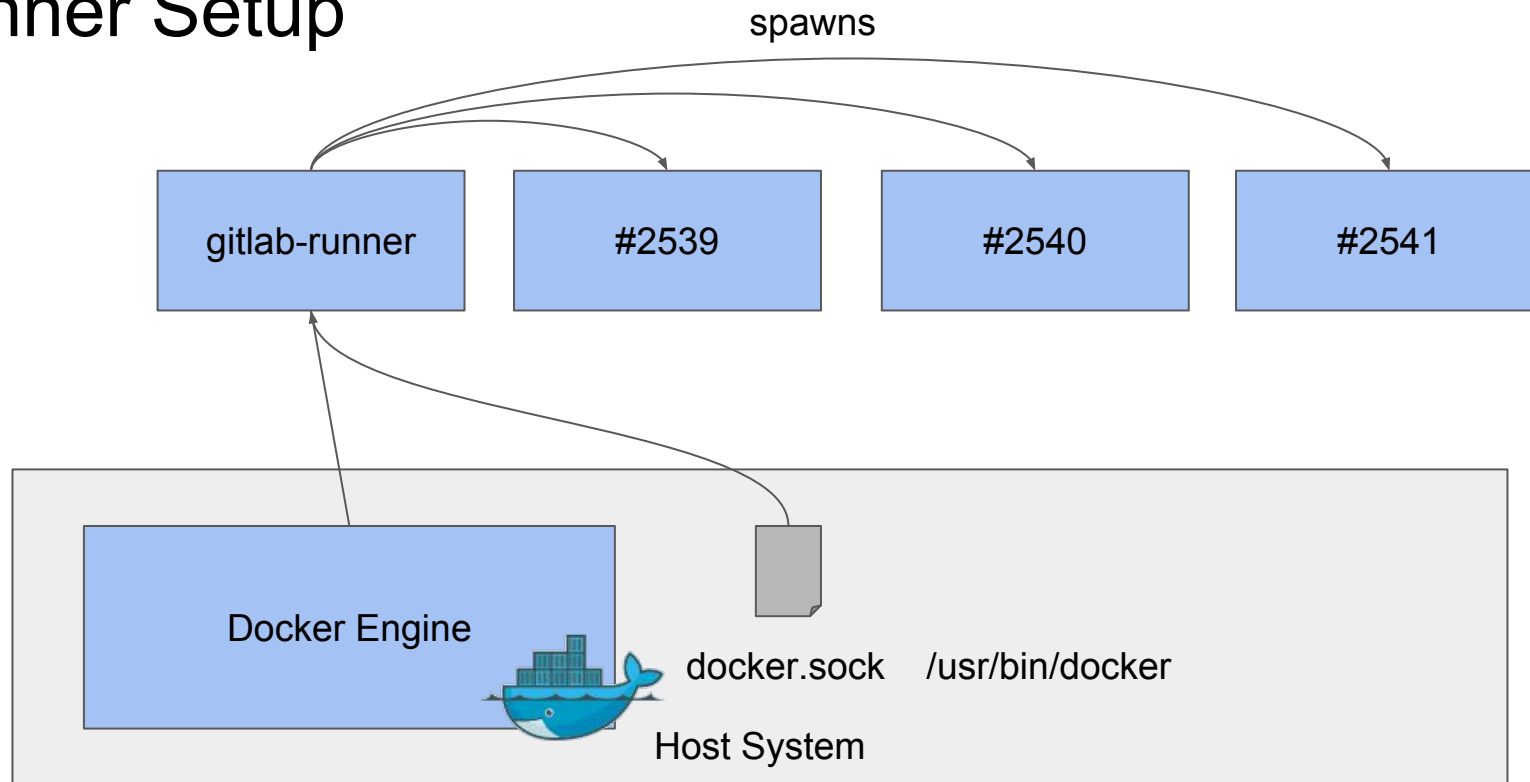 nner Setup
spawns
gitlab-runner #2539 #2540 #2541
Docker Engine
docker.sock /usr/bin/docker
Host System